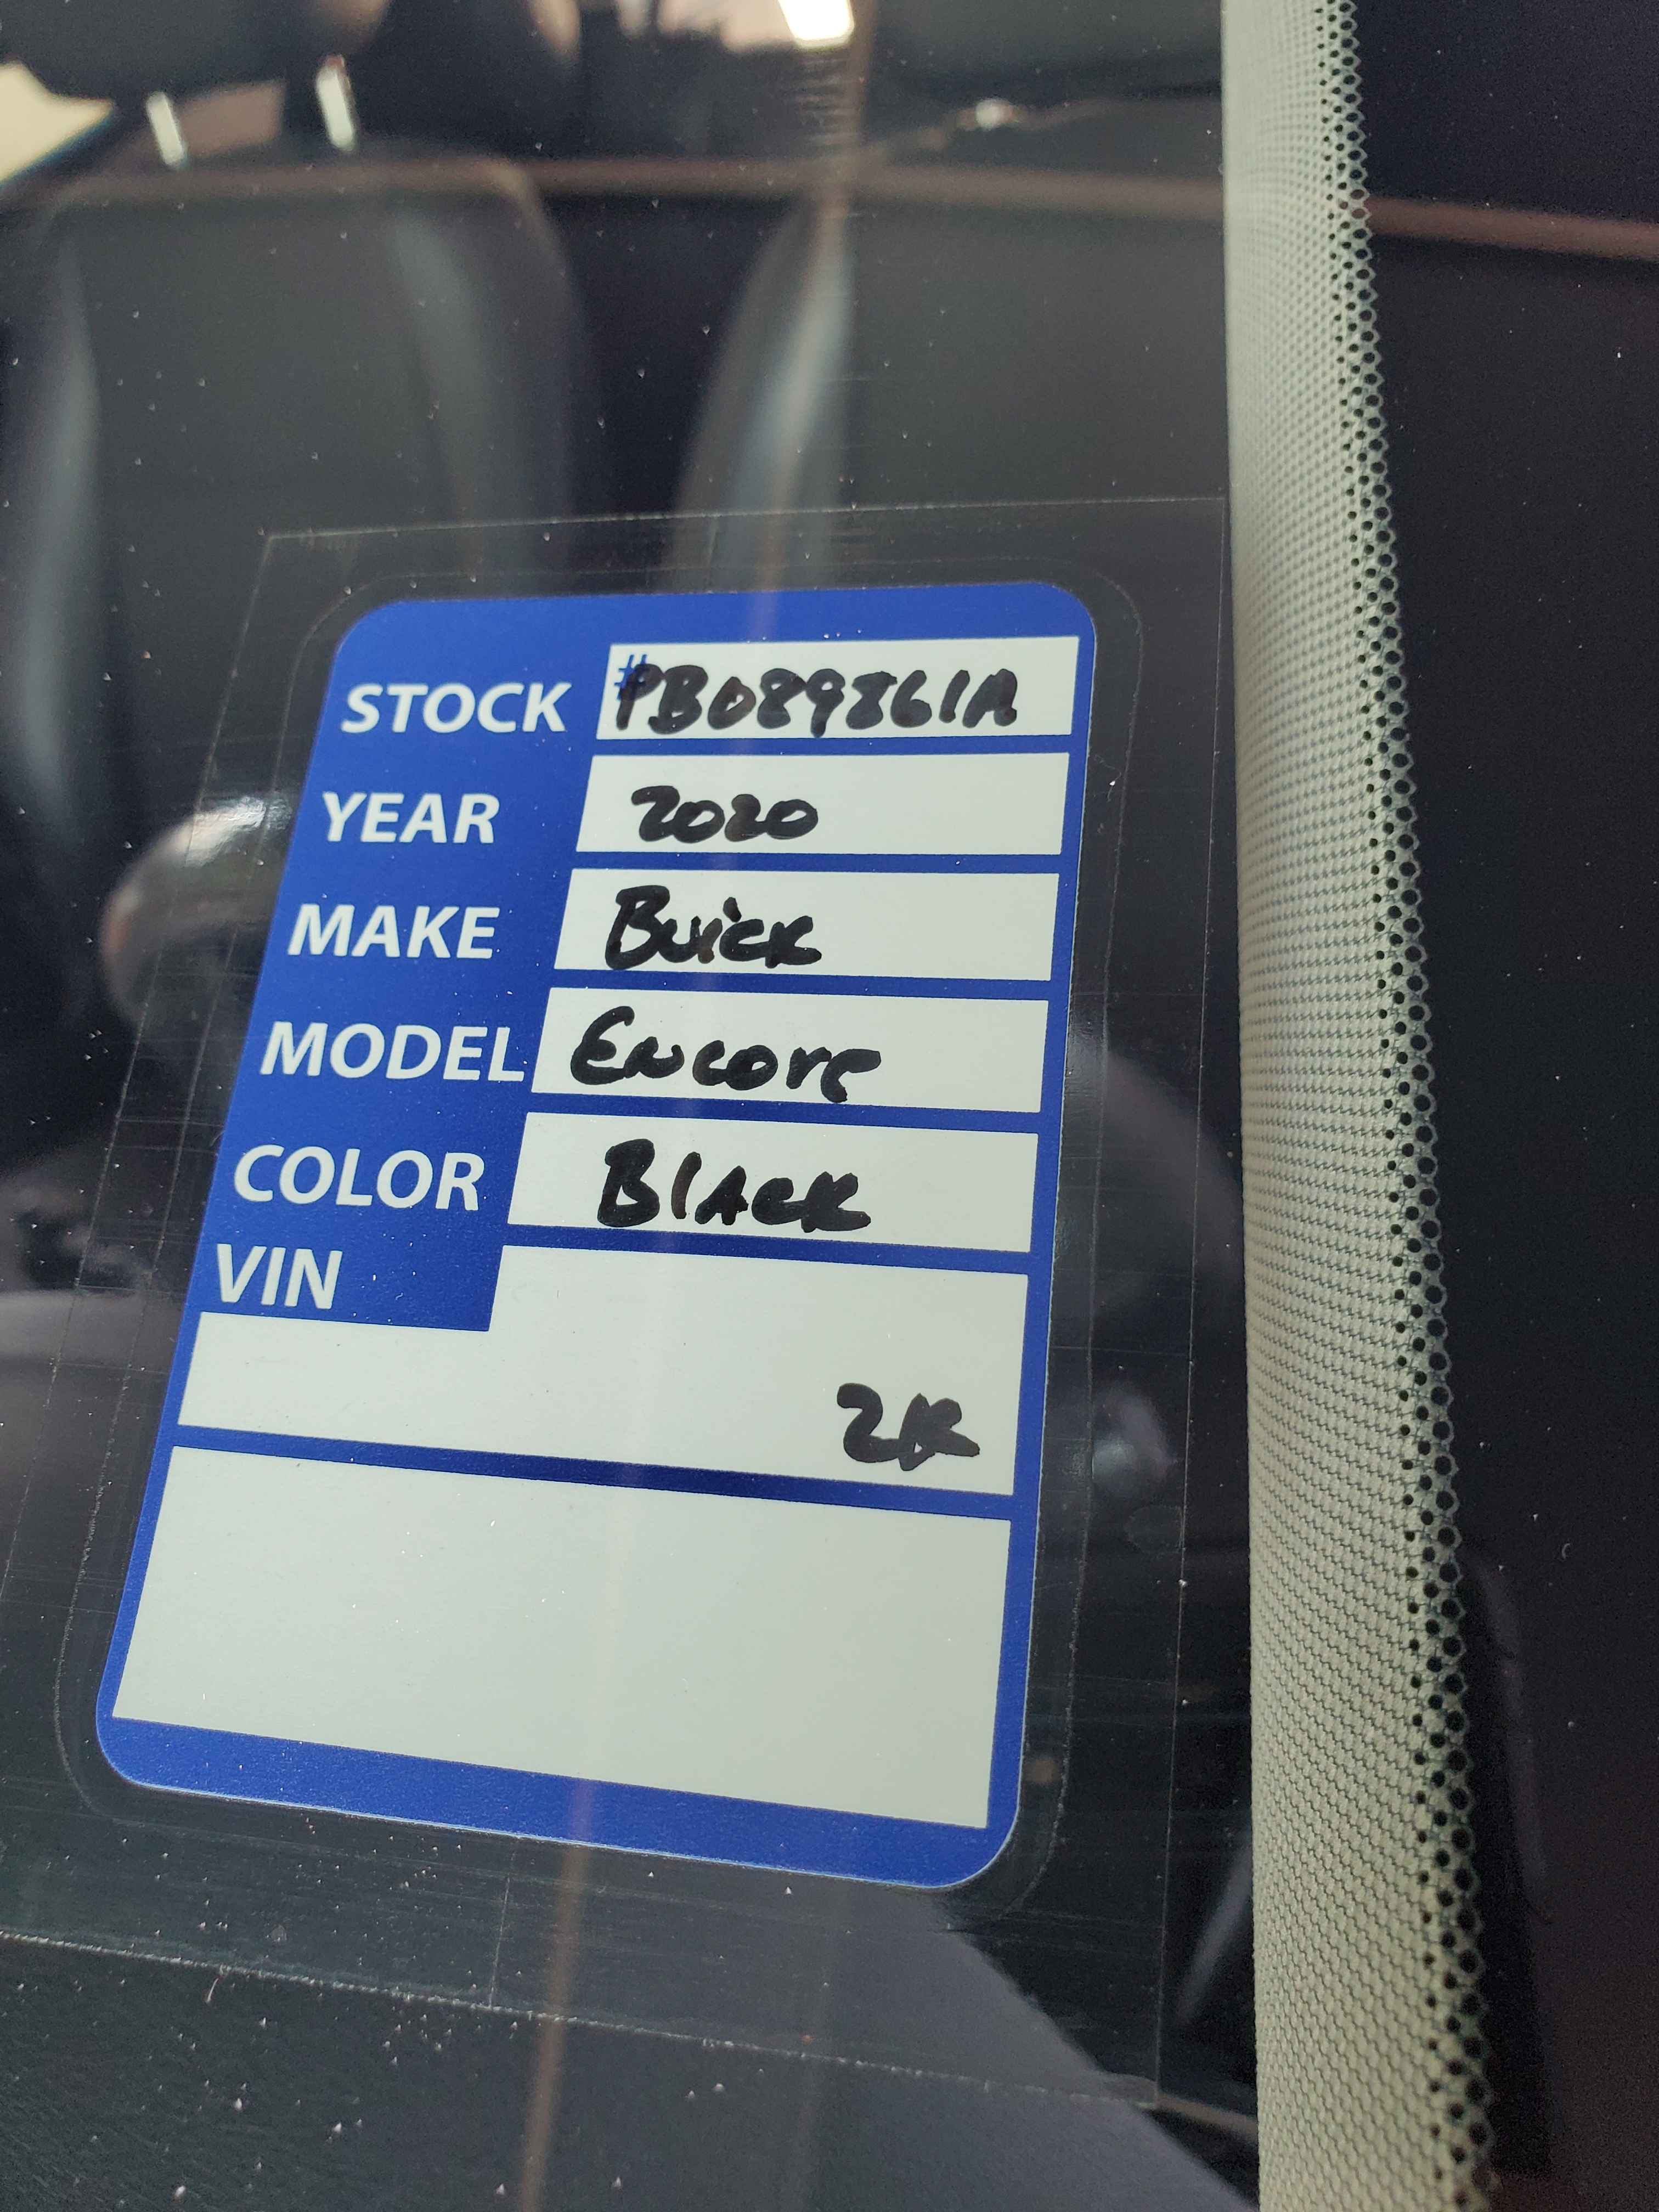 STOCK #PB089861A
YEAR 2020
MAKE Buick
MODEL Encore
COLOR BlAcK
VIN
2K